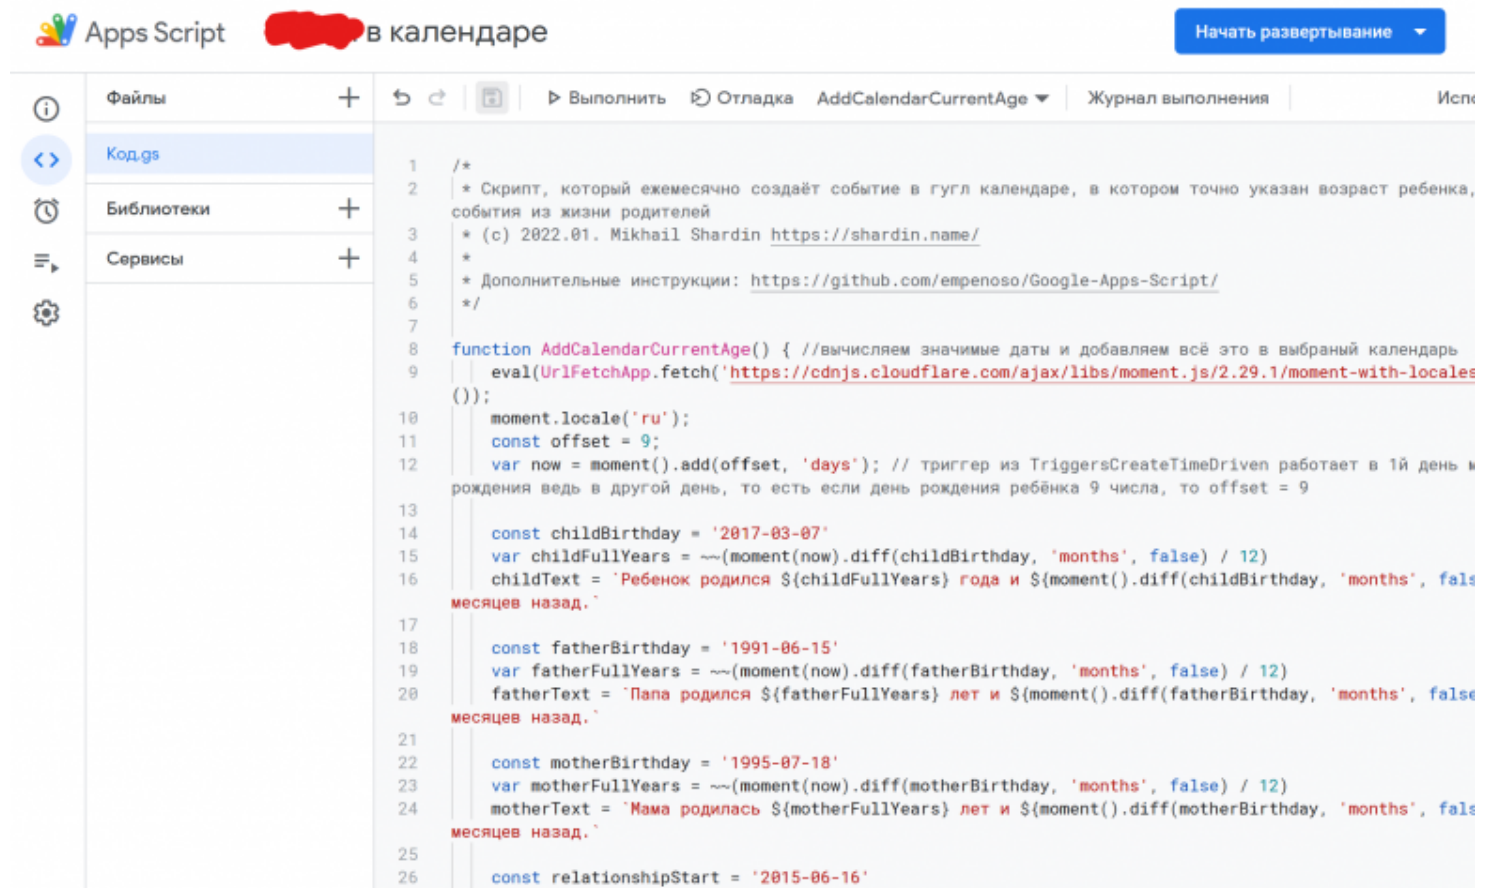 Apps Script
в календаре
Начать развертывание
Файлы
Выполнить
Отладка
AddCalendarCurrentAge
Журнал выполнения
Код.gs
Библиотеки
Сервисы
1 /*
2 * Скрипт, который ежемесячно создаёт событие в гугл календаре, в котором точно указан возраст ребенка,
события из жизни родителей
3 * (c) 2022.01. Mikhail Shardin https://shardin.name/
4 *
5 * Дополнительные инструкции: https://github.com/empenoso/Google-Apps-Script/
6 */
7
8 function AddCalendarCurrentAge() { //вычисляем значимые даты и добавляем всё это в выбраный календарь
9 eval(UrlFetchApp.fetch('https://cdnjs.cloudflare.com/ajax/libs/moment.js/2.29.1/moment-with-locales
());
10 moment.locale('ru');
11 const offset = 9;
12 var now = moment().add(offset, 'days'); // триггер из TriggersCreateTimeDriven работает в 1й день
рождения ведь в другой день, то есть если день рождения ребёнка 9 числа, то offset = 9
13
14 const childBirthday = '2017-03-07'
15 var childFullYears = ~~(moment(now).diff(childBirthday, 'months', false) / 12)
16 childText = `Ребенок родился ${childFullYears} года и ${moment().diff(childBirthday, 'months', fals
месяцев назад.`
17
18 const fatherBirthday = '1991-06-15'
19 var fatherFullYears = ~~(moment(now).diff(fatherBirthday, 'months', false) / 12)
20 fatherText = `Папа родился ${fatherFullYears} лет и ${moment().diff(fatherBirthday, 'months', false
месяцев назад.`
21
22 const motherBirthday = '1995-07-18'
23 var motherFullYears = ~~(moment(now).diff(motherBirthday, 'months', false) / 12)
24 motherText = `Мама родилась ${motherFullYears} лет и ${moment().diff(motherBirthday, 'months', fals
месяцев назад.`
25
26 const relationshipStart = '2015-06-16'